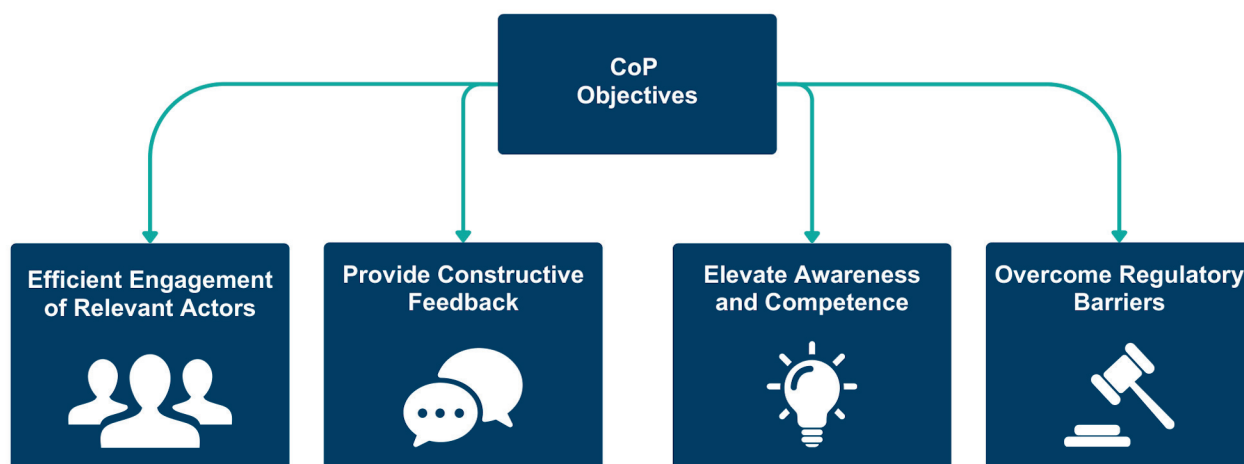 CoP
Objectives
Efficient Engagement
of Relevant Actors
Provide Constructive
Feedback
Elevate Awareness
and Competence
Overcome Regulatory
Barriers